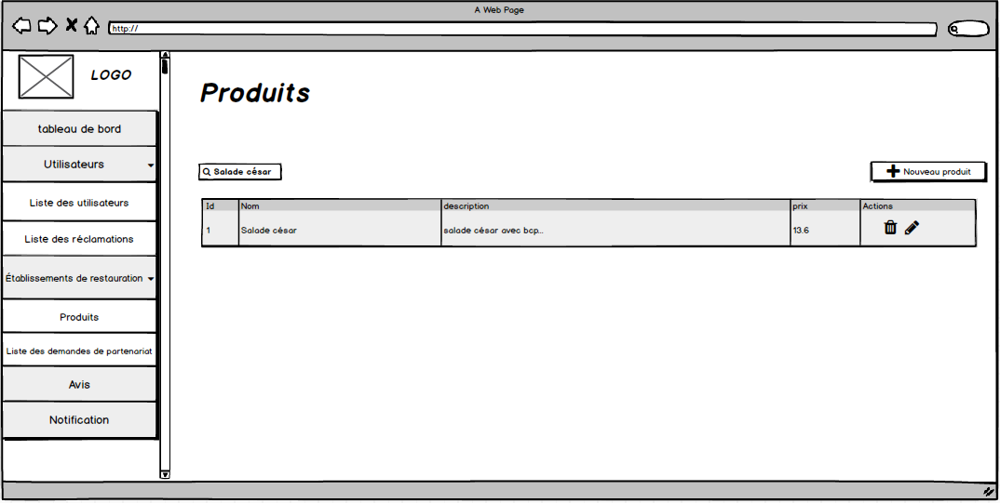 A Web Page
http://
LOGO
tableau de bord
Utilisateurs
Liste des utilisateurs
Liste des réclamations
Établissements de restauration
Produits
Liste des demandes de partenariat
Avis
Notification
Produits
Salade césar
Nouveau produit
Id Nom description prix Actions
1 Salade césar salade césar avec bcp... 13.6